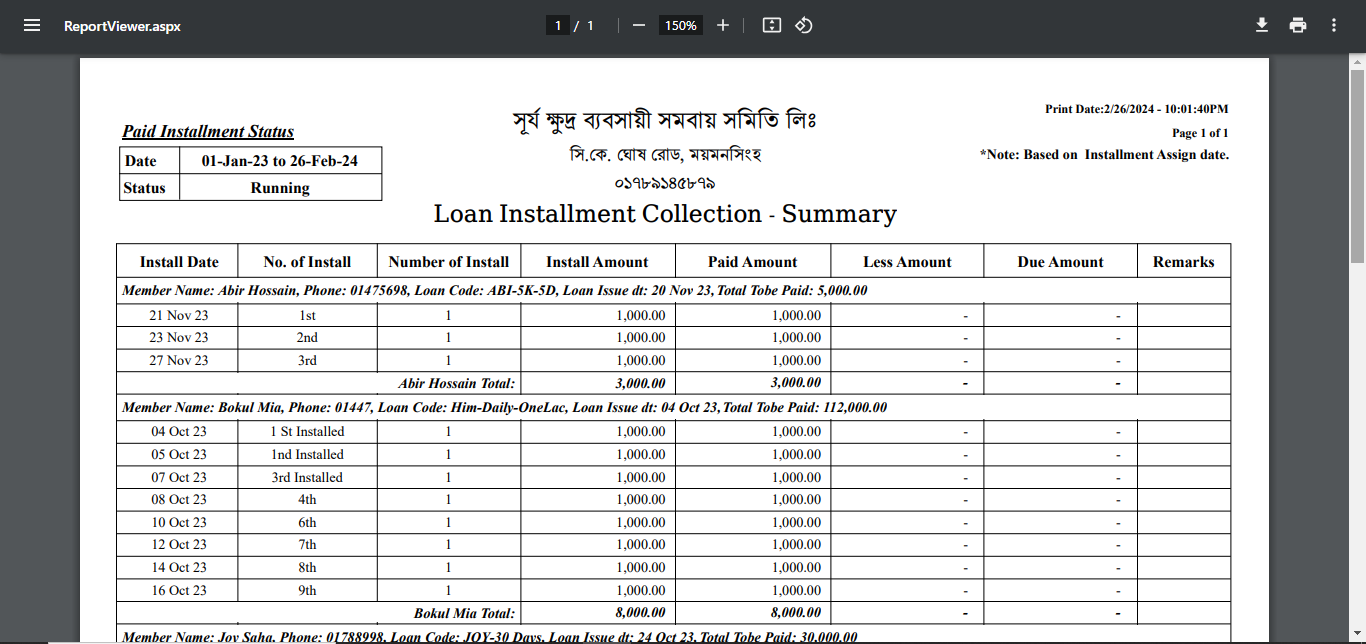 ReportViewer.aspx
1 / 1
150%
Print Date:2/26/2024 - 10:01:40PM
Page 1 of 1
*Note: Based on Installment Assign date.
Paid Installment Status
Date 01-Jan-23 to 26-Feb-24
Status Running
সূর্য ক্ষুদ্র ব্যবসায়ী সমবায় সমিতি লিঃ
সি.কে. ঘোষ রোড, ময়মনসিংহ
০১৭৮৯১৪৫৮৭৯
Loan Installment Collection - Summary
Install Date No. of Install Number of Install Install Amount Paid Amount Less Amount Due Amount Remarks
Member Name: Abir Hossain, Phone: 01475698, Loan Code: ABI-5K-5D, Loan Issue dt: 20 Nov 23, Total Tobe Paid: 5,000.00
21 Nov 23 1st 1 1,000.00 1,000.00 - -
23 Nov 23 2nd 1 1,000.00 1,000.00 - -
27 Nov 23 3rd 1 1,000.00 1,000.00 - -
Abir Hossain Total: 3,000.00 3,000.00 - -
Member Name: Bokul Mia, Phone: 01447, Loan Code: Him-Daily-OneLac, Loan Issue dt: 04 Oct 23, Total Tobe Paid: 112,000.00
04 Oct 23 1 St Installed 1 1,000.00 1,000.00 - -
05 Oct 23 1nd Installed 1 1,000.00 1,000.00 - -
07 Oct 23 3rd Installed 1 1,000.00 1,000.00 - -
08 Oct 23 4th 1 1,000.00 1,000.00 - -
10 Oct 23 6th 1 1,000.00 1,000.00 - -
12 Oct 23 7th 1 1,000.00 1,000.00 - -
14 Oct 23 8th 1 1,000.00 1,000.00 - -
16 Oct 23 9th 1 1,000.00 1,000.00 - -
Bokul Mia Total: 8,000.00 8,000.00 - -
Member Name: Joy Saha, Phone: 01788998, Loan Code: JOY-30 Days, Loan Issue dt: 24 Oct 23, Total Tobe Paid: 30,000.00